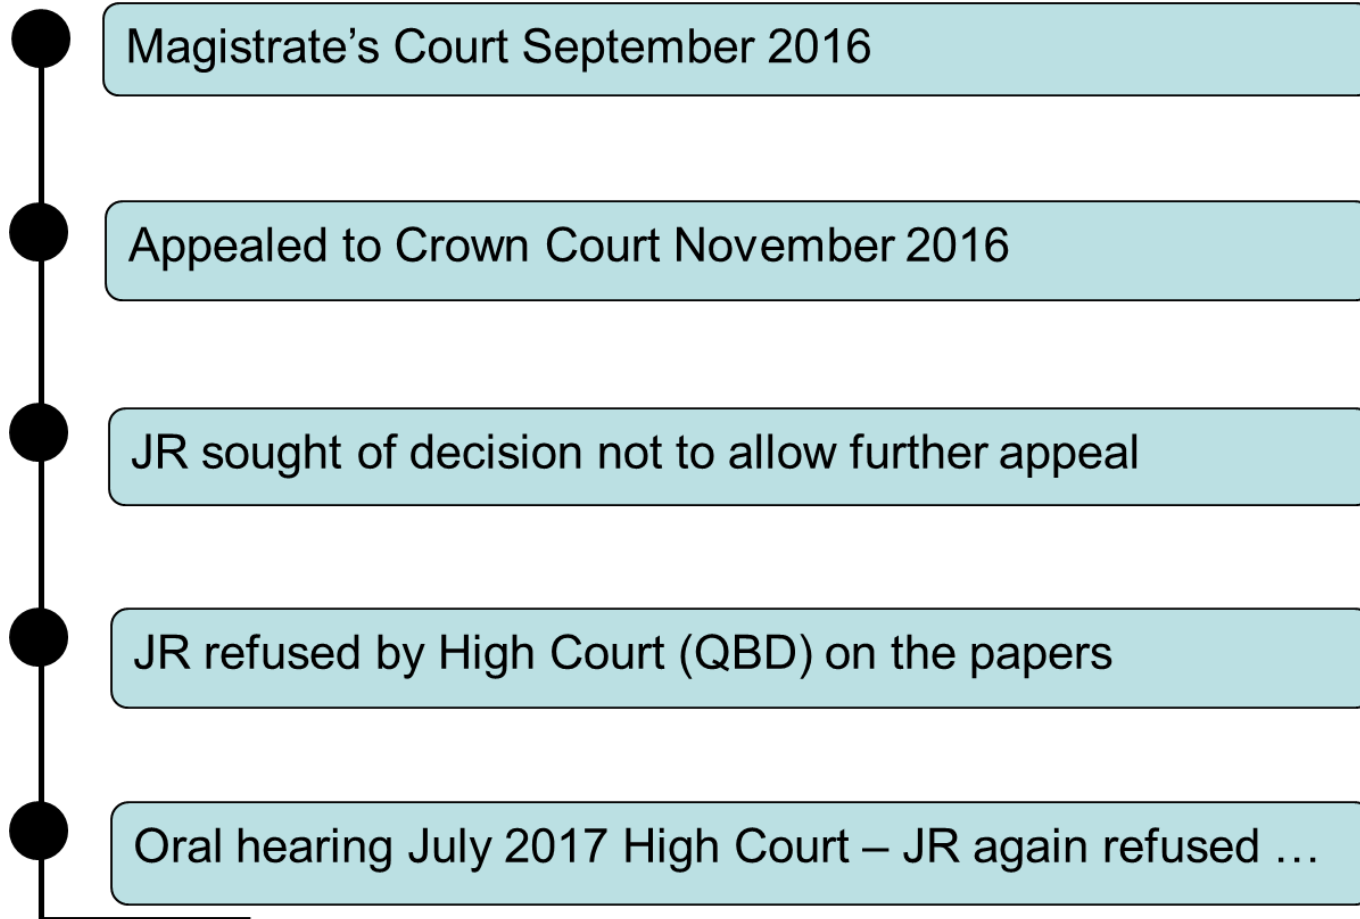 Magistrate’s Court September 2016
Appealed to Crown Court November 2016
JR sought of decision not to allow further appeal
JR refused by High Court (QBD) on the papers
Oral hearing July 2017 High Court – JR again refused …